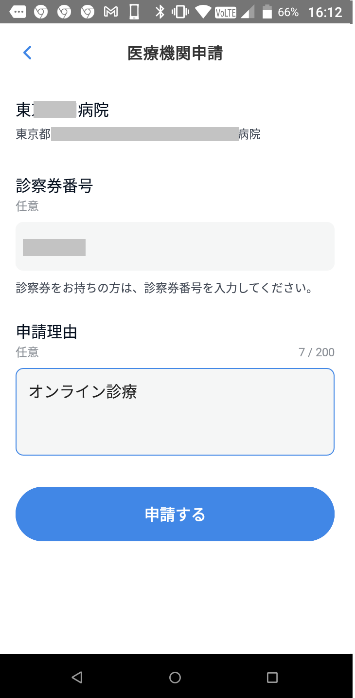 66% 16:12
医療機関申請
東 病院
東京都 病院
診察券番号
任意
診察券をお持ちの方は、診察券番号を入力してください。
申請理由
任意 7 / 200
オンライン診療
申請する